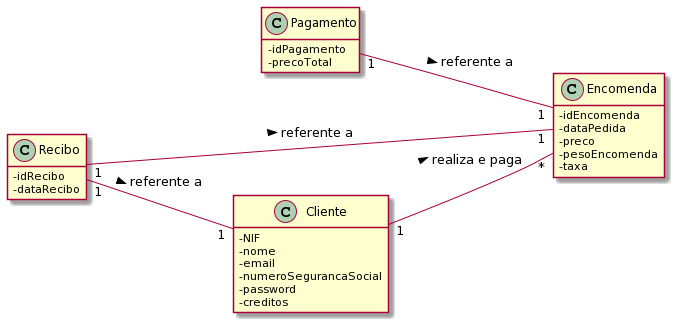 C Pagamento
-idPagamento
-precoTotal
1
referente a
C Encomenda
-idEncomenda
-dataPedida
-preco
-pesoEncomenda
-taxa
1
1
*
referente a
C Recibo
-idRecibo
-dataRecibo
1
1
referente a
realiza e paga
C Cliente
-NIF
-nome
-email
-numeroSegurancaSocial
-password
-creditos
1
1